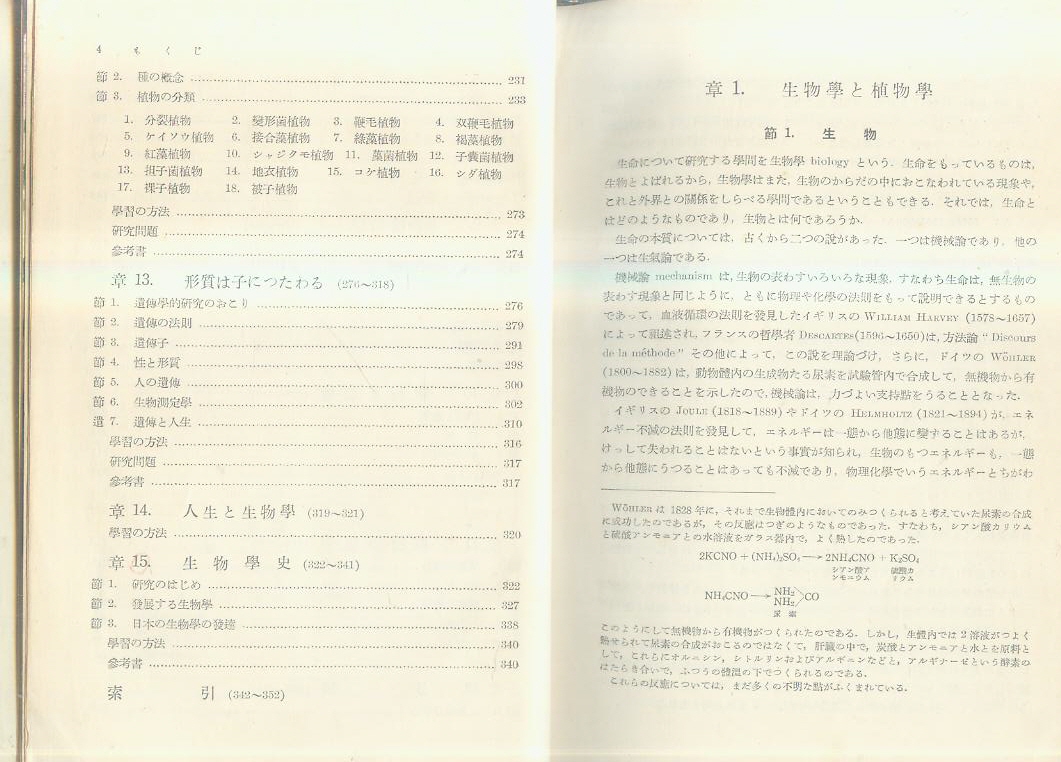 4 もくじ
節 2. 種の概念 231
節 3. 植物の分類 233
1. 分裂植物 2. 變形菌植物 3. 鞭毛植物 4. 双鞭毛植物
5. ケイソウ植物 6. 接合藻植物 7. 綠藻植物 8. 褐藻植物
9. 紅藻植物 10. シャジクモ植物 11. 藻菌植物 12. 子囊菌植物
13. 担子菌植物 14. 地衣植物 15. コケ植物 16. シダ植物
17. 裸子植物 18. 被子植物
學習の方法 273
研究問題 274
參考書 274
章 13. 形質は子につたわる (276〜318)
節 1. 遺傳學的研究のおこり 276
節 2. 遺傳の法則 279
節 3. 遺傳子 291
節 4. 性と形質 298
節 5. 人の遺傳 300
節 6. 生物測定學 302
遺 7. 遺傳と人生 310
學習の方法 316
研究問題 317
參考書 317
章 14. 人生と生物學 (319〜321)
學習の方法 320
章 15. 生物學史 (322〜341)
節 1. 研究のはじめ 322
節 2. 發展する生物學 327
節 3. 日本の生物學の發達 338
學習の方法 340
參考書 340
索引 (342〜352)
章 1. 生物學と植物學
節 1. 生物
生命について研究する學問を生物學 biology という．生命をもっているものは，
生物とよばれるから，生物學はまた，生物のからだの中におこなわれている現象や，
これと外界との關係をしらべる學問であるということもできる．それでは，生命と
はどのようなものであり，生物とは何であろうか．
生命の本質については，古くから二つの說があった．一つは機械論であり，他の
一つは生氣論である．
機械論 mechanism は，生物の表わすいろいろな現象，すなわち生命は，無生物の
表わす現象と同じように，ともに物理や化學の法則をもって說明できるとするもの
であって，血液循環の法則を發見したイギリスの WILLIAM HARVEY (1578〜1657)
によって祖述され，フランスの哲學者 DESCARTES (1596〜1650)は，方法論 “Discours
de la méthode” その他によって，この說を理論づけ，さらに，ドイツの WÖHLER
(1800〜1882) は，動物體內の生成物たる尿素を試驗管內で合成して，無機物から有
機物のできることを示したので，機械論は，力づよい支持點をうることとなった．
イギリスの JOULE (1818〜1889) やドイツの HELMHOLTZ (1821〜1894) が，エネ
ルギー不滅の法則を發見して，エネルギーは一態から他態に變することはあるが，
けっして失われることはないという事實が知られ，生物のもつエネルギーも，一態
から他態にうつることはあっても不滅であり，物理化學でいうエネルギーとちがわ
WÖHLER は 1828 年に，それまで生物體內においてのみつくられると考えていた尿素の合成
に成功したのであるが，その反應はつぎのようなものであった．すなわち，シアン酸カリウム
と硫酸アンモニアとの水溶液をガラス器內で，よく熱したのであった．
2KCNO + (NH₄)₂SO₄ ⟶ 2NH₄CNO + K₂SO₄
シアン酸ア 硫酸カ
ンモニウム リウム
NH₄CNO ⟶ NH₂
NH₂ 〉CO
尿素
このようにして無機物から有機物がつくられたのである．しかし，生體內では 2 溶液がつよく
熱せられて尿素の合成がおこるのではなくて，肝臟の中で，炭酸とアンモニアと水とを原料と
して，これらにオルニシン，シトルリンおよびアルギニンなどと，アルギナーゼという酵素の
はたらき合いで，ふつうの體溫の下でつくられるのである．
これらの反應については，まだ多くの不明な點がふくまれている．